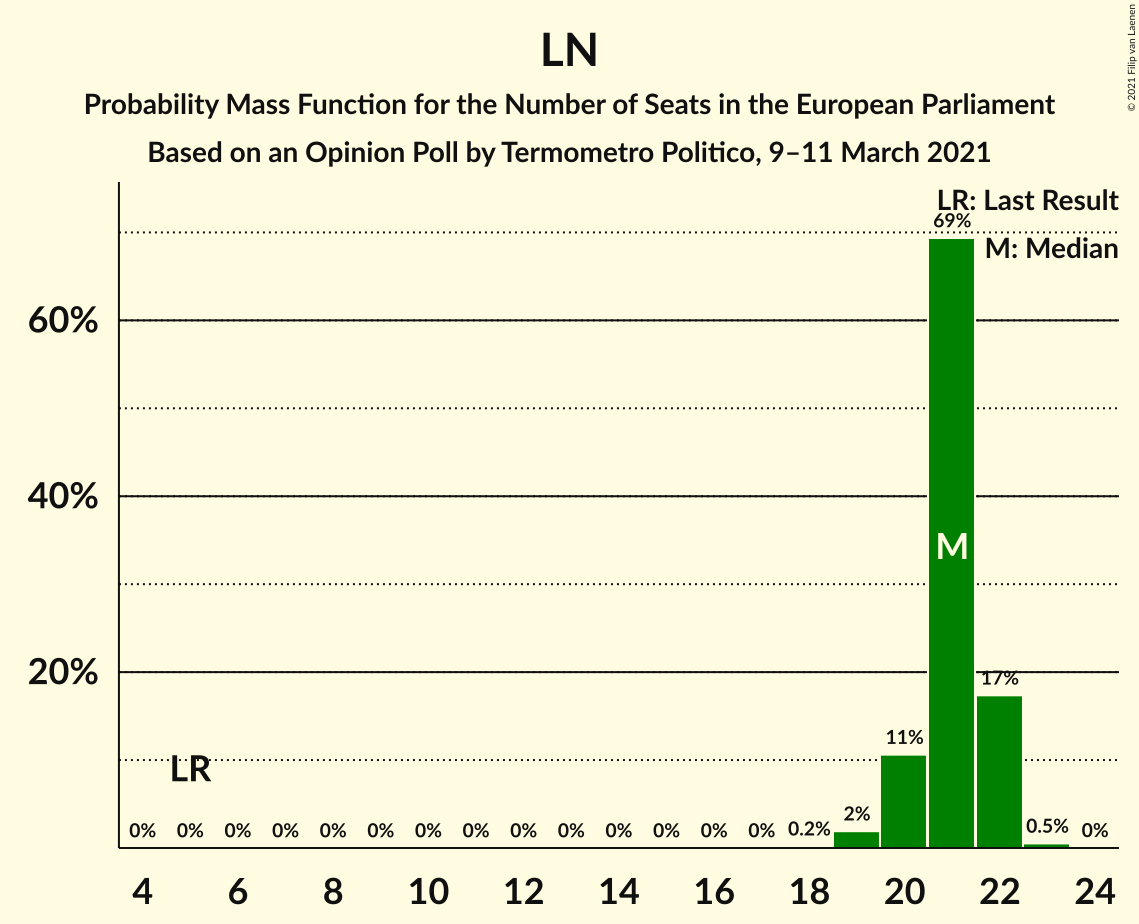 LN
Probability Mass Function for the Number of Seats in the European Parliament
Based on an Opinion Poll by Termometro Politico, 9–11 March 2021
© 2021 Filip van Laenen
LR: Last Result
M: Median
60%
40%
20%
LR
M
0% 0% 0% 0% 0% 0% 0% 0% 0% 0% 0% 0% 0% 0% 0.2% 2% 11% 69% 17% 0.5% 0%
4 6 8 10 12 14 16 18 20 22 24